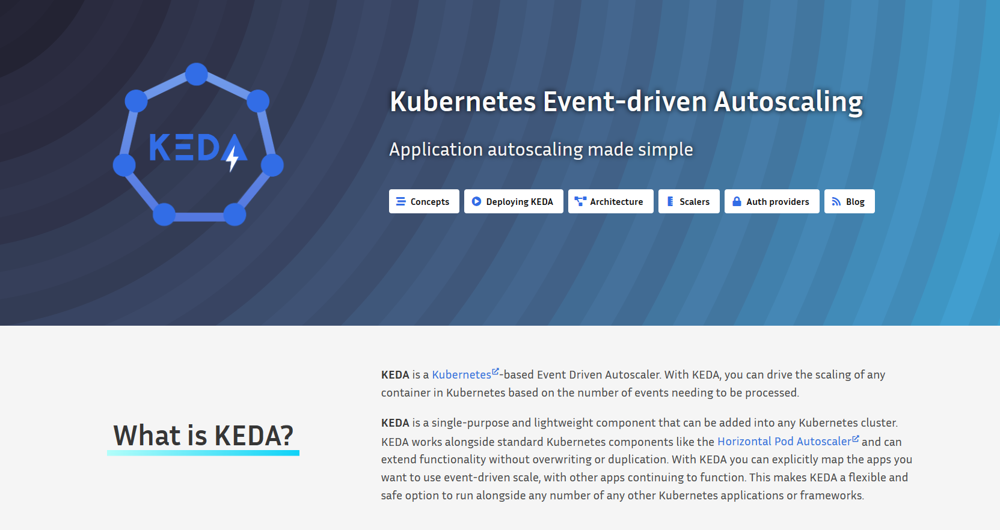 KEDA
Kubernetes Event-driven Autoscaling
Application autoscaling made simple
Concepts
Deploying KEDA
Architecture
Scalers
Auth providers
Blog
What is KEDA?
KEDA is a Kubernetes-based Event Driven Autoscaler. With KEDA, you can drive the scaling of any
container in Kubernetes based on the number of events needing to be processed.
KEDA is a single-purpose and lightweight component that can be added into any Kubernetes cluster.
KEDA works alongside standard Kubernetes components like the Horizontal Pod Autoscaler and can
extend functionality without overwriting or duplication. With KEDA you can explicitly map the apps you
want to use event-driven scale, with other apps continuing to function. This makes KEDA a flexible and
safe option to run alongside any number of any other Kubernetes applications or frameworks.